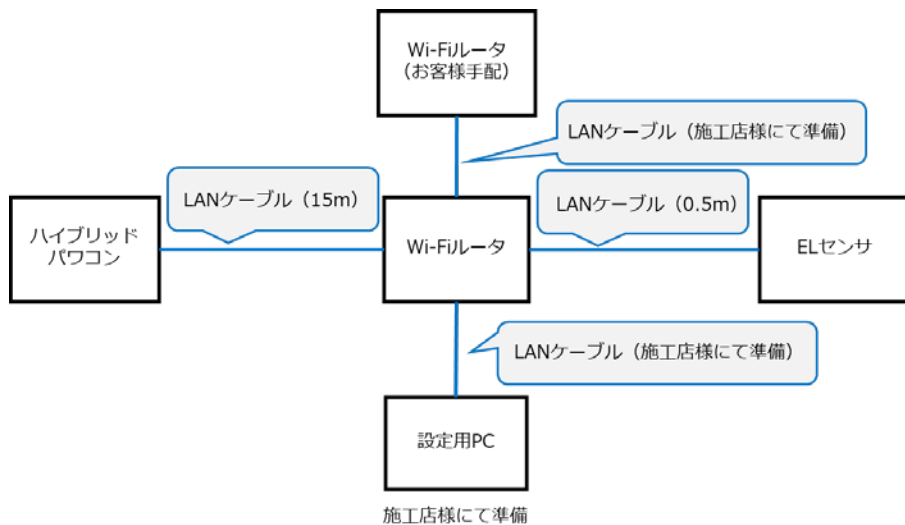 Wi-Fiルータ
（お客様手配）
LANケーブル（施工店様にて準備）
LANケーブル（15m）
LANケーブル（0.5m）
ハイブリッド
パワコン
Wi-Fiルータ
ELセンサ
LANケーブル（施工店様にて準備）
設定用PC
施工店様にて準備